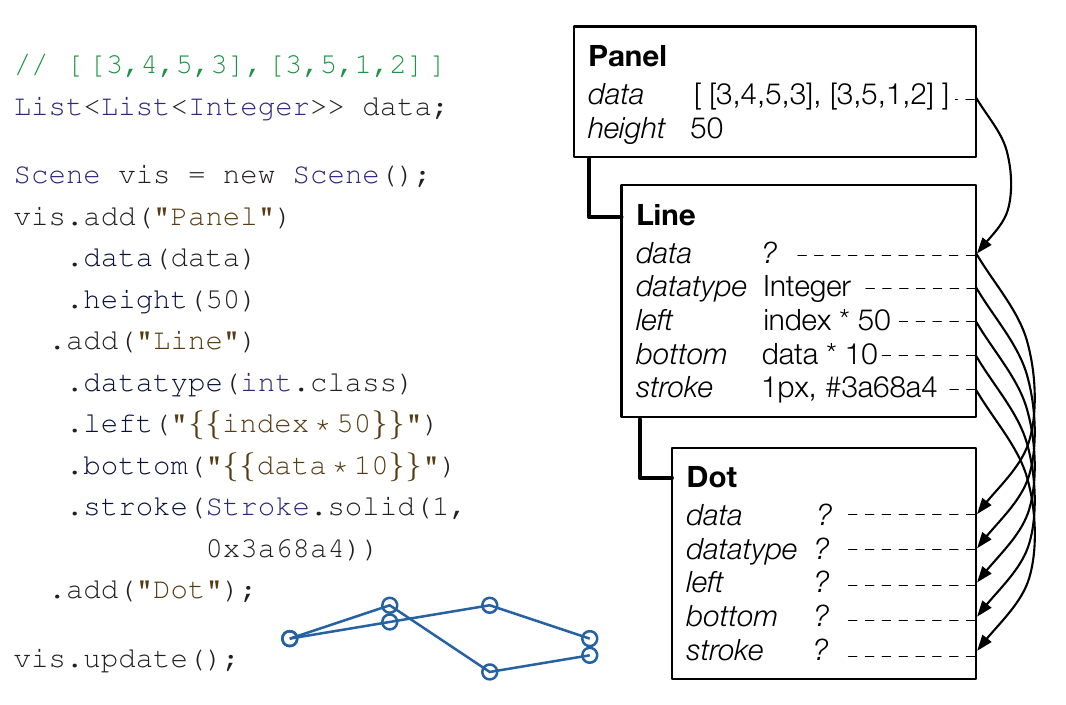 // [ [3,4,5,3], [3,5,1,2] ]
List<List<Integer>> data;
Scene vis = new Scene();
vis.add("Panel")
.data(data)
.height(50)
.add("Line")
.datatype(int.class)
.left("{{index * 50}}")
.bottom("{{data * 10}}")
.stroke(Stroke.solid(1,
0x3a68a4))
.add("Dot");
vis.update();
Panel
data [ [3,4,5,3], [3,5,1,2] ]
height 50
Line
data ?
datatype Integer
left index * 50
bottom data * 10
stroke 1px, #3a68a4
Dot
data ?
datatype ?
left ?
bottom ?
stroke ?